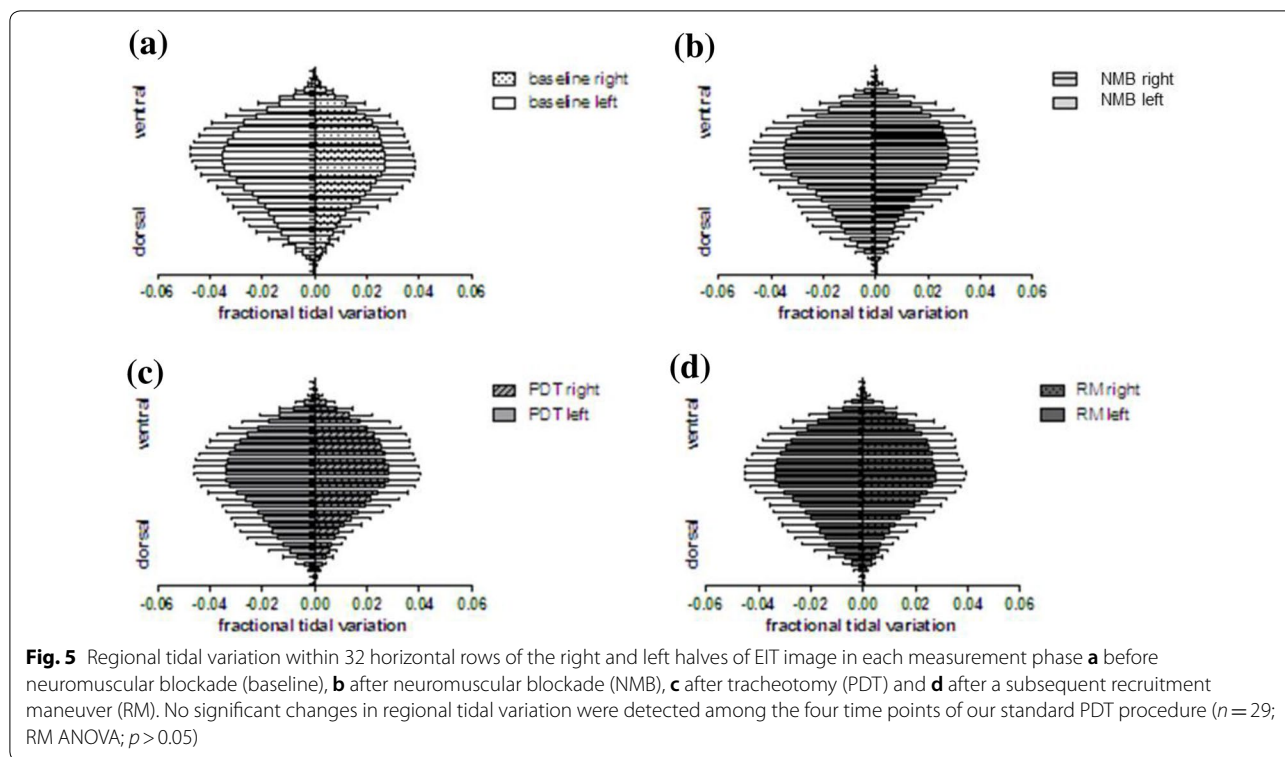 (a)
baseline right
baseline left
ventral
dorsal
-0.06 -0.04 -0.02 0.00 0.02 0.04 0.06
fractional tidal variation
(b)
NMB right
NMB left
ventral
dorsal
-0.06 -0.04 -0.02 0.00 0.02 0.04 0.06
fractional tidal variation
(c)
PDT right
PDT left
ventral
dorsal
-0.06 -0.04 -0.02 0.00 0.02 0.04 0.06
fractional tidal variation
(d)
RM right
RM left
ventral
dorsal
-0.06 -0.04 -0.02 0.00 0.02 0.04 0.06
fractional tidal variation
Fig. 5 Regional tidal variation within 32 horizontal rows of the right and left halves of EIT image in each measurement phase a before
neuromuscular blockade (baseline), b after neuromuscular blockade (NMB), c after tracheotomy (PDT) and d after a subsequent recruitment
maneuver (RM). No significant changes in regional tidal variation were detected among the four time points of our standard PDT procedure (n = 29;
RM ANOVA; p > 0.05)